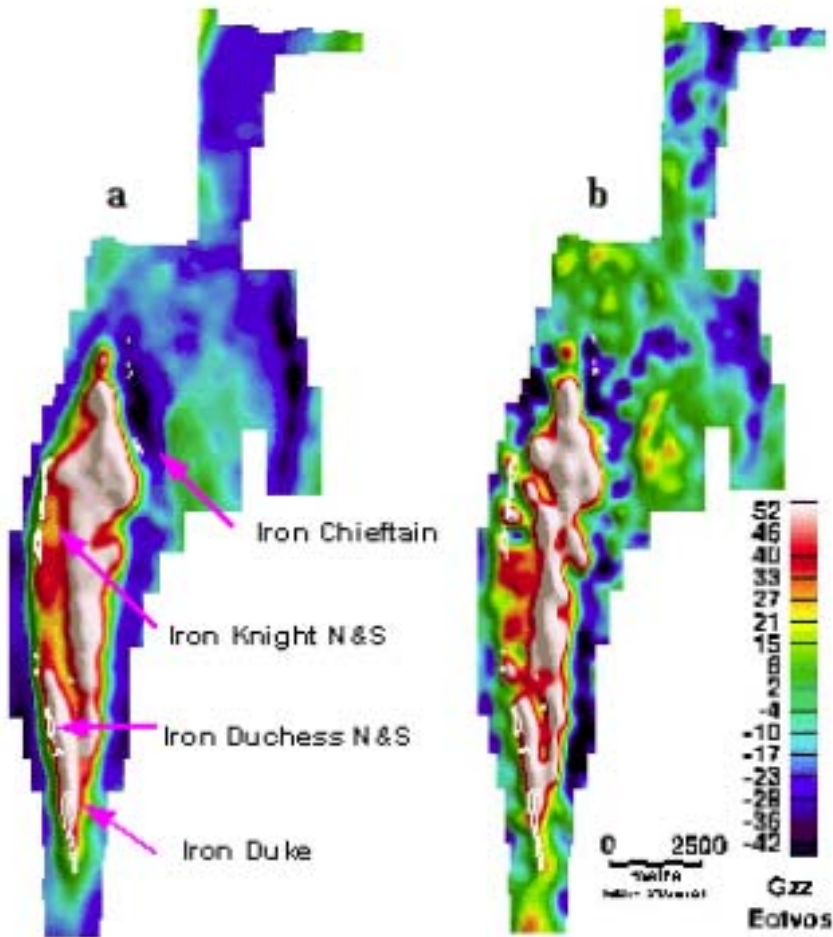 a
b
Iron Chieftain
Iron Knight N&S
Iron Duchess N&S
Iron Duke
52
46
40
33
27
21
15
8
2
-4
-10
-17
-23
-28
-36
-42
0 2500
Gzz
Eotvos